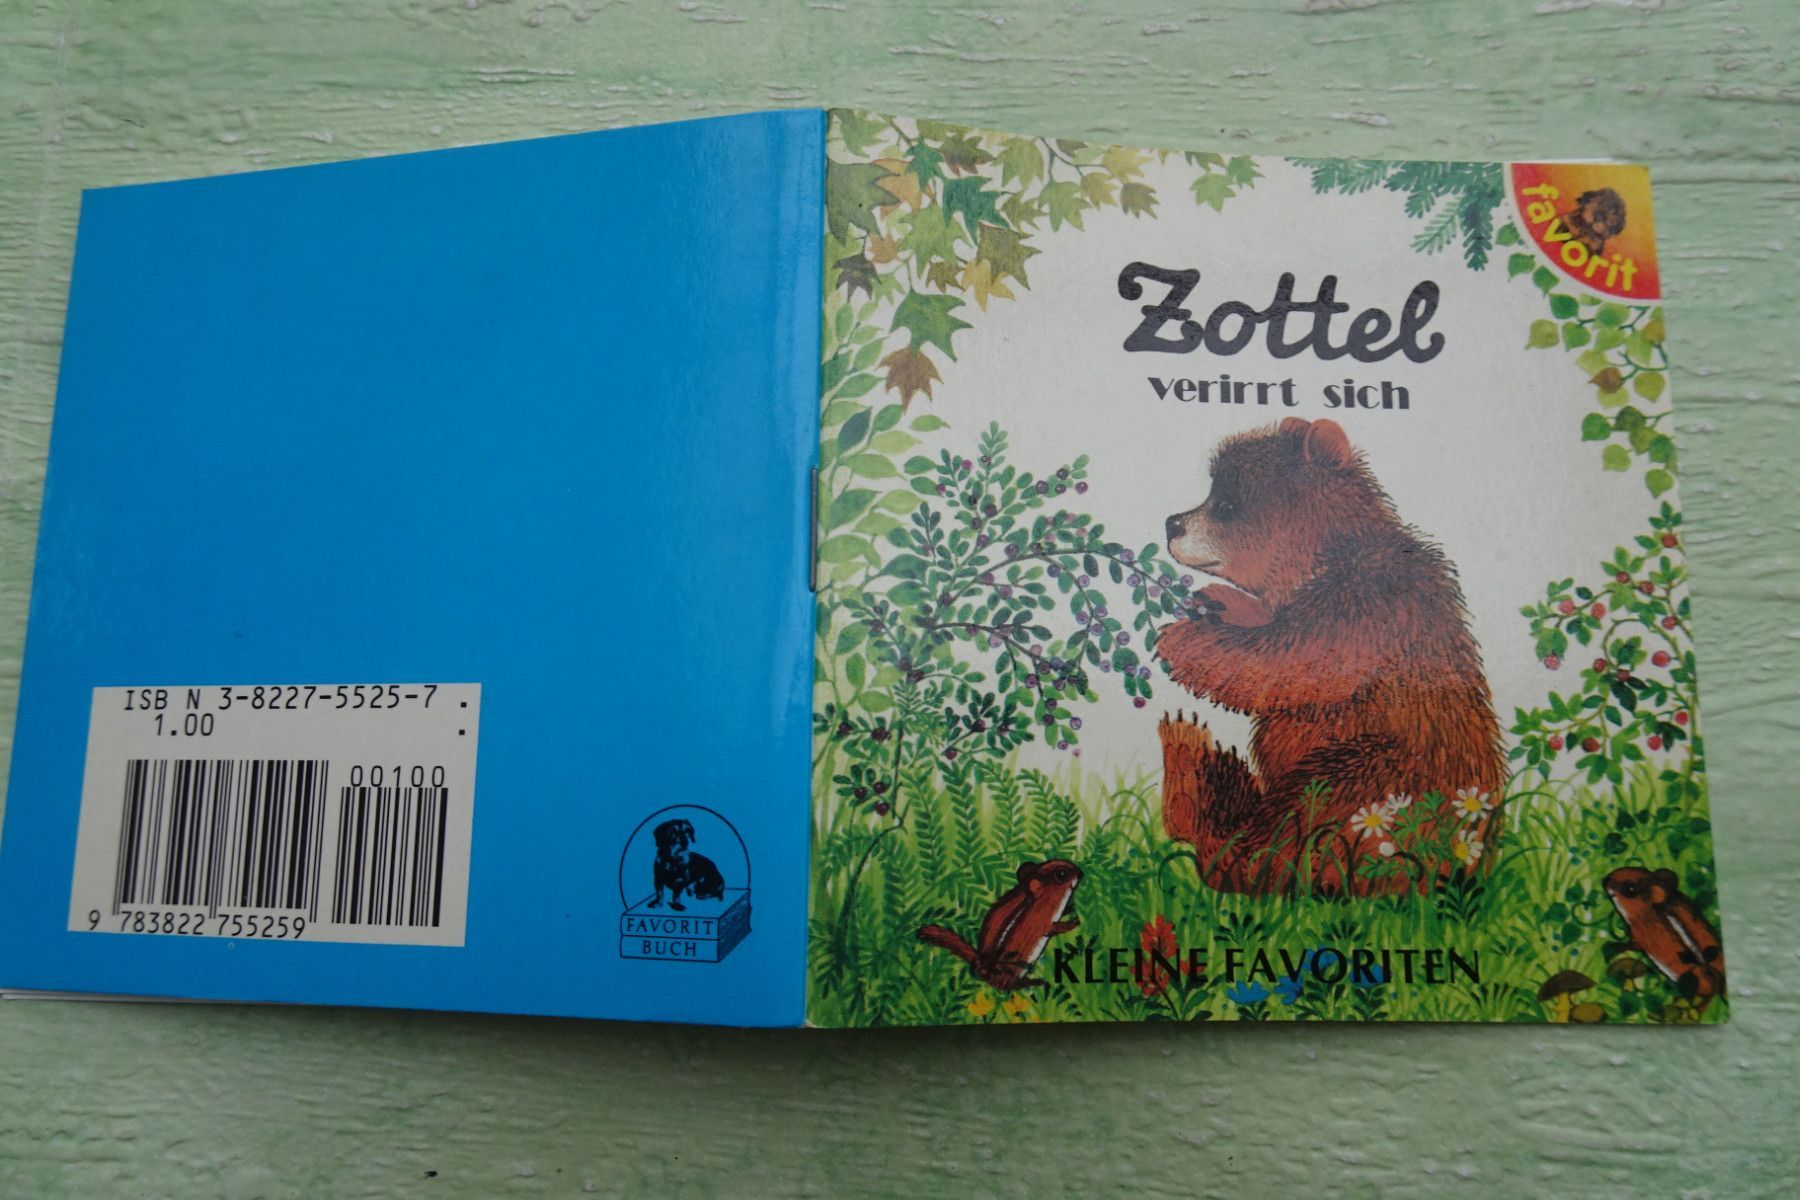 ISB N 3-8227-5525-7 .
1.00 .
00100
9 783822 755259
FAVORIT
BUCH
favorit
Zottel
verirrt sich
KLEINE FAVORITEN